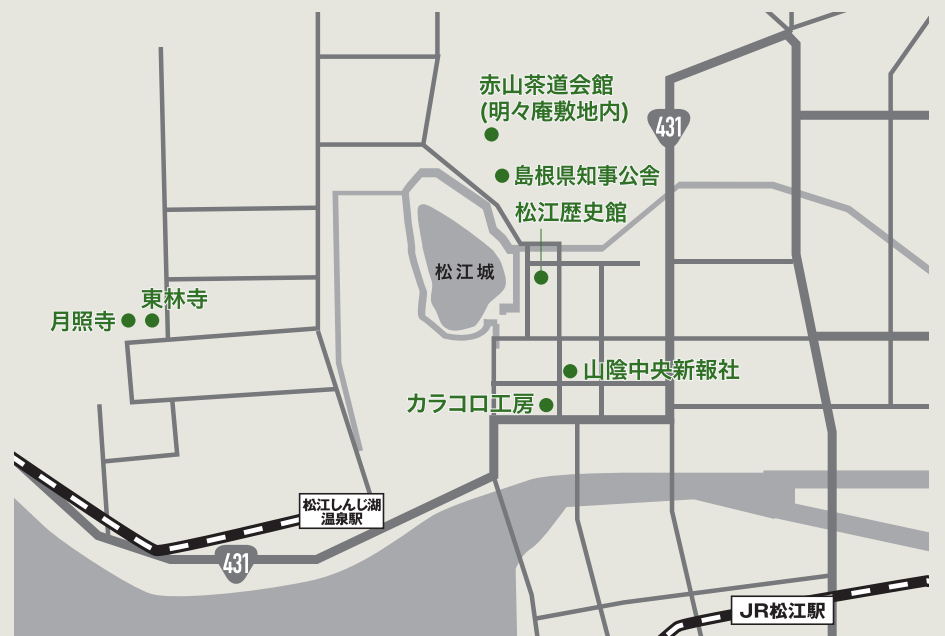 赤山茶道会館
(明々庵敷地内)
431
島根県知事公舎
松江歴史館
松江城
東林寺
月照寺
山陰中央新報社
カラコロ工房
松江しんじ湖
温泉駅
431
JR松江駅